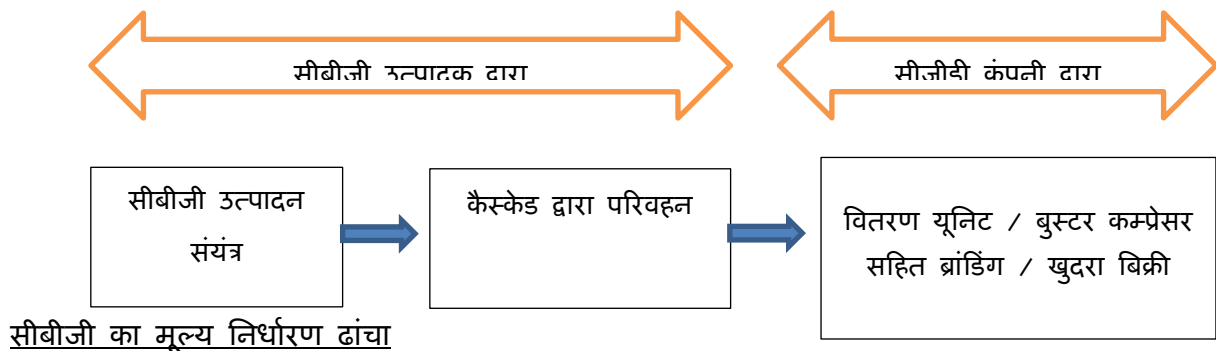 सीबीजी उत्पादक द्वारा
सीजीडी कंपनी द्वारा
सीबीजी उत्पादन
संयंत्र
कैस्केड द्वारा परिवहन
वितरण यूनिट / बुस्टर कम्प्रेसर
सहित ब्रांडिंग / खुदरा बिक्री
सीबीजी का मूल्य निर्धारण ढांचा